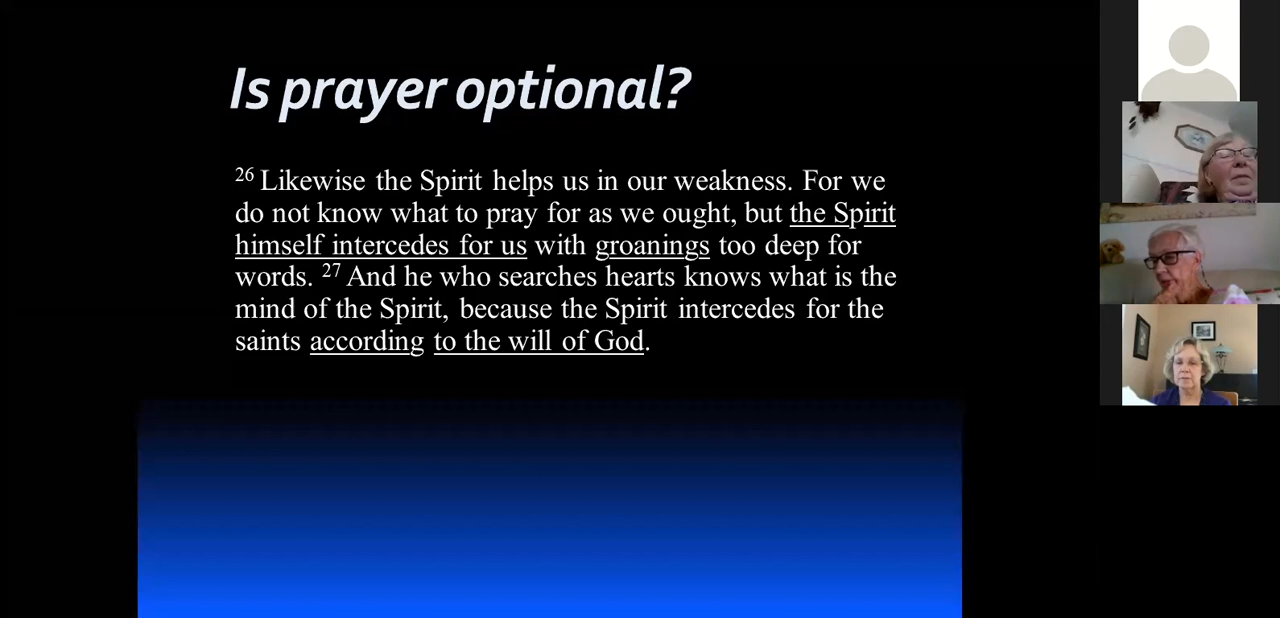 Is prayer optional?
26 Likewise the Spirit helps us in our weakness. For we
do not know what to pray for as we ought, but the Spirit
himself intercedes for us with groanings too deep for
words. 27 And he who searches hearts knows what is the
mind of the Spirit, because the Spirit intercedes for the
saints according to the will of God.